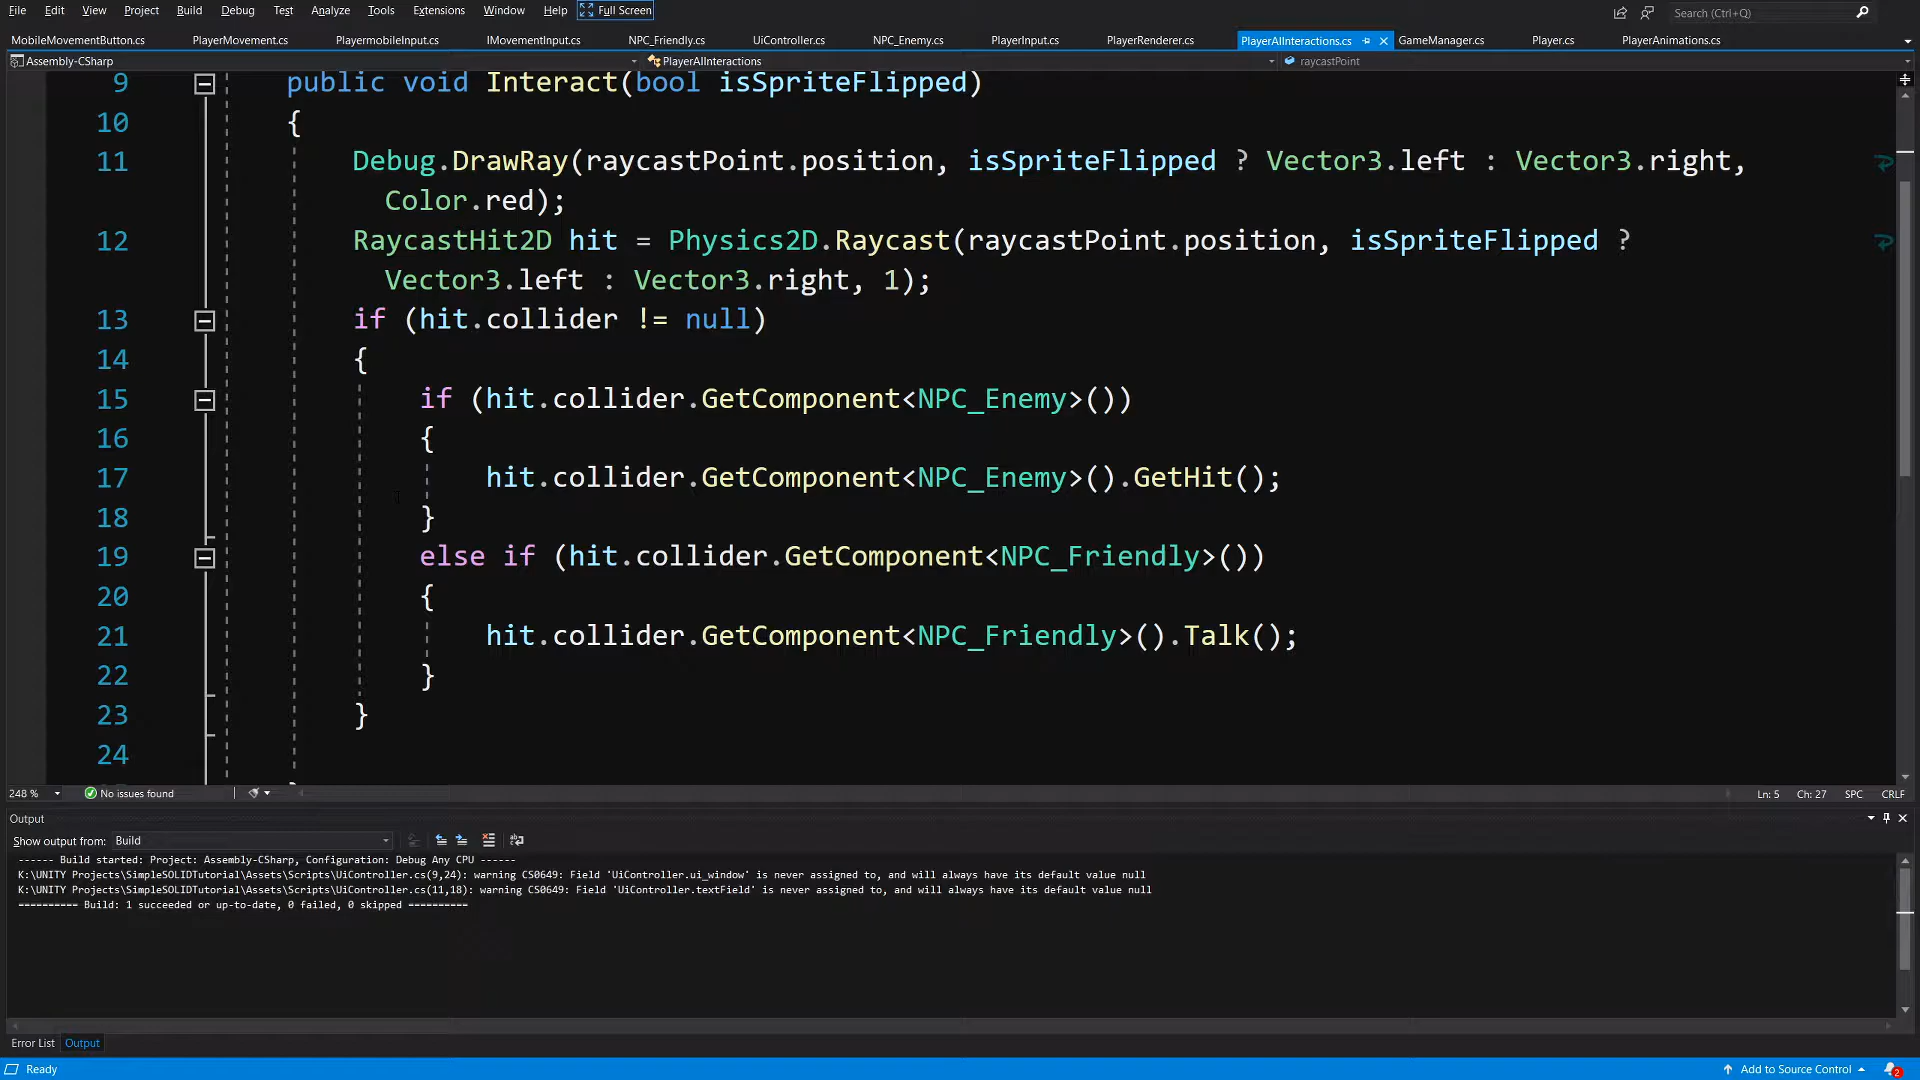 File Edit View Project Build Debug Test Analyze Tools Extensions Window Help Full Screen Search (Ctrl+Q)
MobileMovementButton.cs PlayerMovement.cs PlayermobileInput.cs IMovementInput.cs NPC_Friendly.cs UiController.cs NPC_Enemy.cs PlayerInput.cs PlayerRenderer.cs PlayerAIInteractions.cs GameManager.cs Player.cs PlayerAnimations.cs
Assembly-CSharp PlayerAIInteractions raycastPoint
9 public void Interact(bool isSpriteFlipped)
10 {
11 Debug.DrawRay(raycastPoint.position, isSpriteFlipped ? Vector3.left : Vector3.right,
Color.red);
12 RaycastHit2D hit = Physics2D.Raycast(raycastPoint.position, isSpriteFlipped ?
Vector3.left : Vector3.right, 1);
13 if (hit.collider != null)
14 {
15 if (hit.collider.GetComponent<NPC_Enemy>())
16 {
17 hit.collider.GetComponent<NPC_Enemy>().GetHit();
18 }
19 else if (hit.collider.GetComponent<NPC_Friendly>())
20 {
21 hit.collider.GetComponent<NPC_Friendly>().Talk();
22 }
23 }
24
248 % No issues found Ln: 5 Ch: 27 SPC CRLF
Output
Show output from: Build
------ Build started: Project: Assembly-CSharp, Configuration: Debug Any CPU ------
K:\UNITY Projects\SimpleSOLIDTutorial\Assets\Scripts\UiController.cs(9,24): warning CS0649: Field 'UiController.ui_window' is never assigned to, and will always have its default value null
K:\UNITY Projects\SimpleSOLIDTutorial\Assets\Scripts\UiController.cs(11,18): warning CS0649: Field 'UiController.textField' is never assigned to, and will always have its default value null
========== Build: 1 succeeded or up-to-date, 0 failed, 0 skipped ==========
Error List Output
Ready Add to Source Control 2